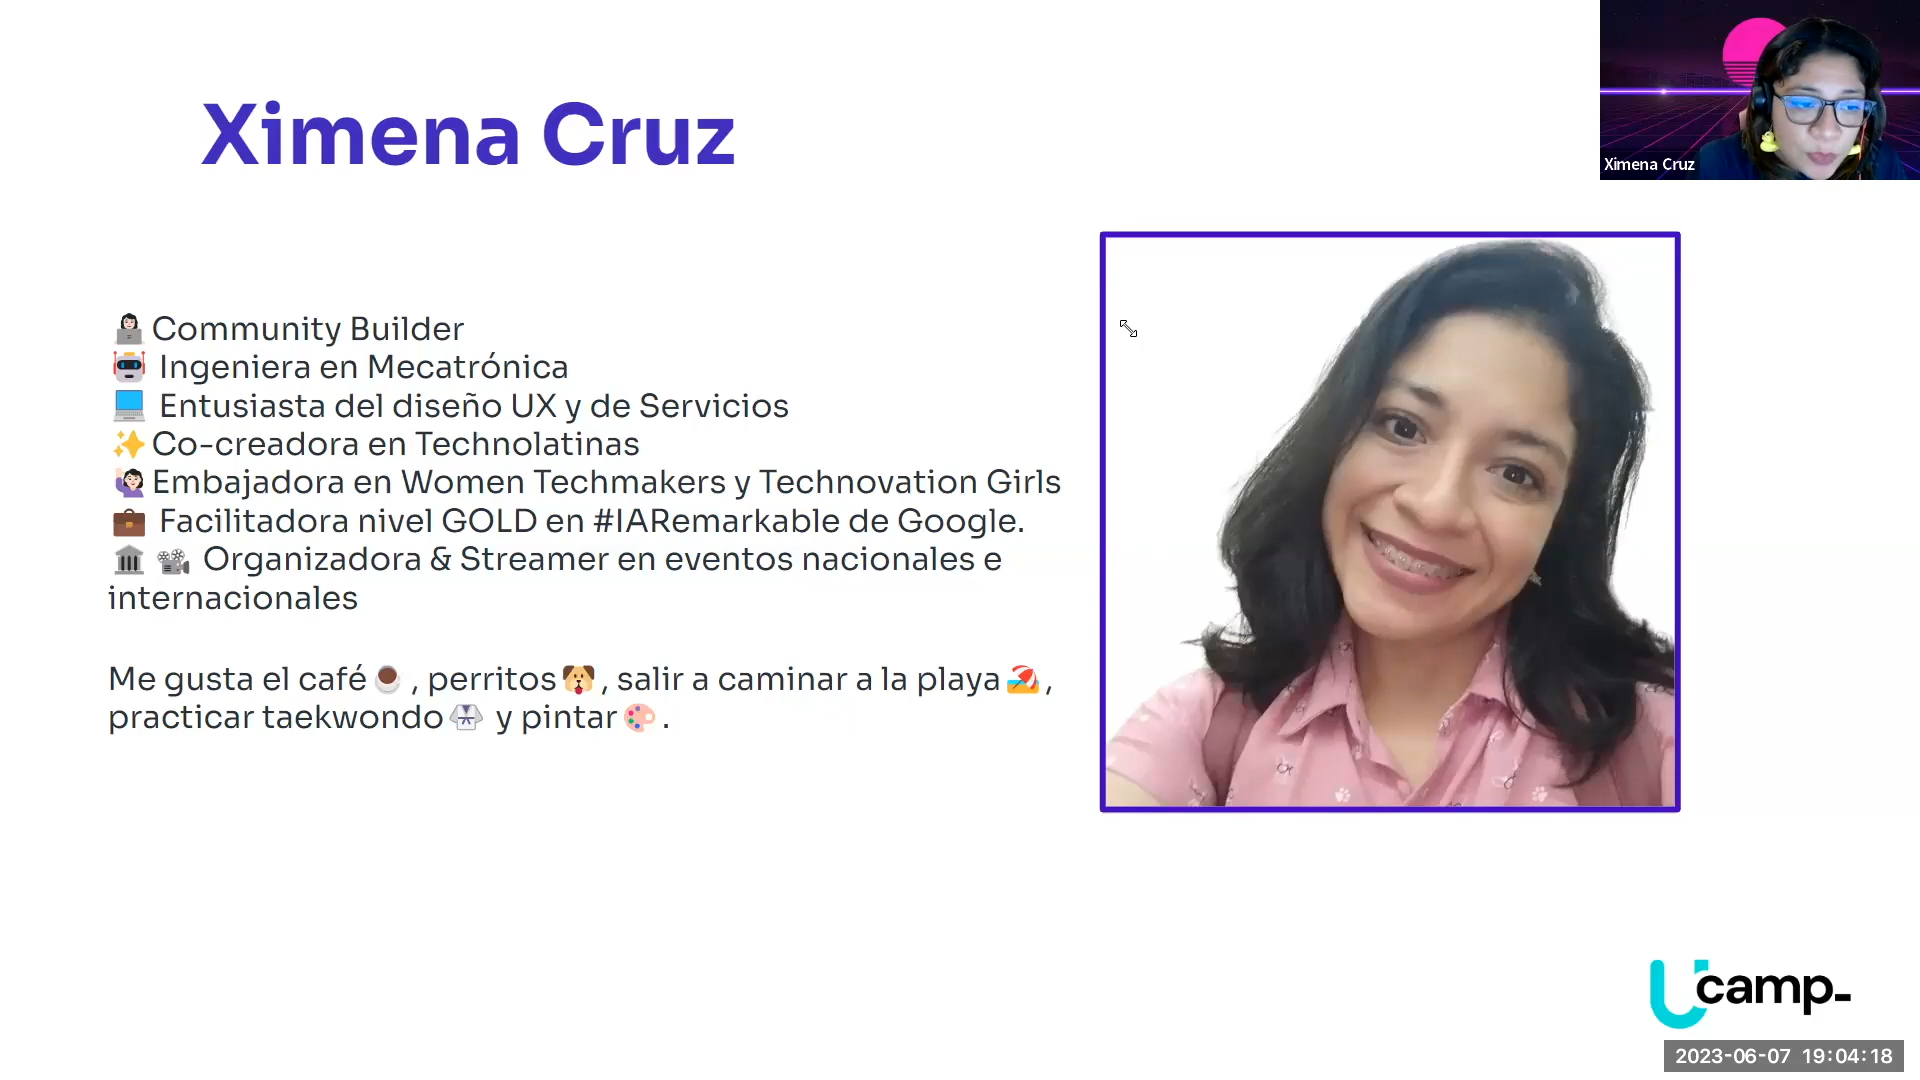 Ximena Cruz
Ximena Cruz
👩🏻‍💻Community Builder
🤖 Ingeniera en Mecatrónica
💻 Entusiasta del diseño UX y de Servicios
✨Co-creadora en Technolatinas
🙋🏻‍♀️Embajadora en Women Techmakers y Technovation Girls
💼 Facilitadora nivel GOLD en #IARemarkable de Google.
🏛️ 📽️ Organizadora & Streamer en eventos nacionales e
internacionales
Me gusta el café☕, perritos🐶, salir a caminar a la playa🏖️,
practicar taekwondo🥋 y pintar🎨.
Ucamp_
2023-06-07 19:04:18